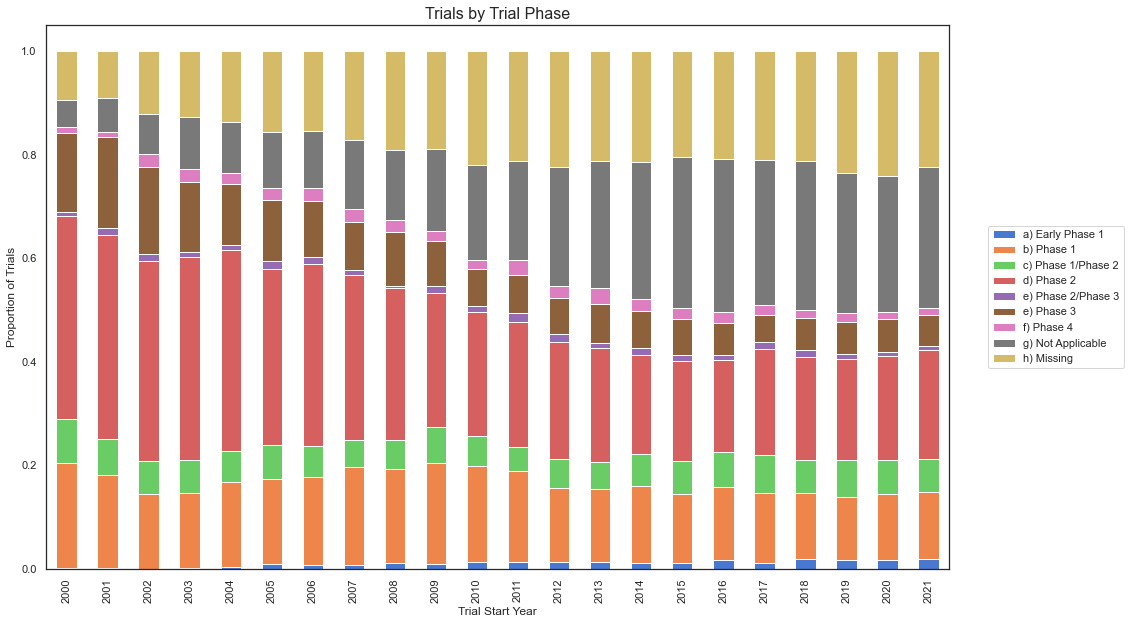 Trials by Trial Phase
Proportion of Trials
1.0
0.8
0.6
0.4
0.2
0.0
2000 2001 2002 2003 2004 2005 2006 2007 2008 2009 2010 2011 2012 2013 2014 2015 2016 2017 2018 2019 2020 2021
Trial Start Year
a) Early Phase 1
b) Phase 1
c) Phase 1/Phase 2
d) Phase 2
e) Phase 2/Phase 3
e) Phase 3
f) Phase 4
g) Not Applicable
h) Missing